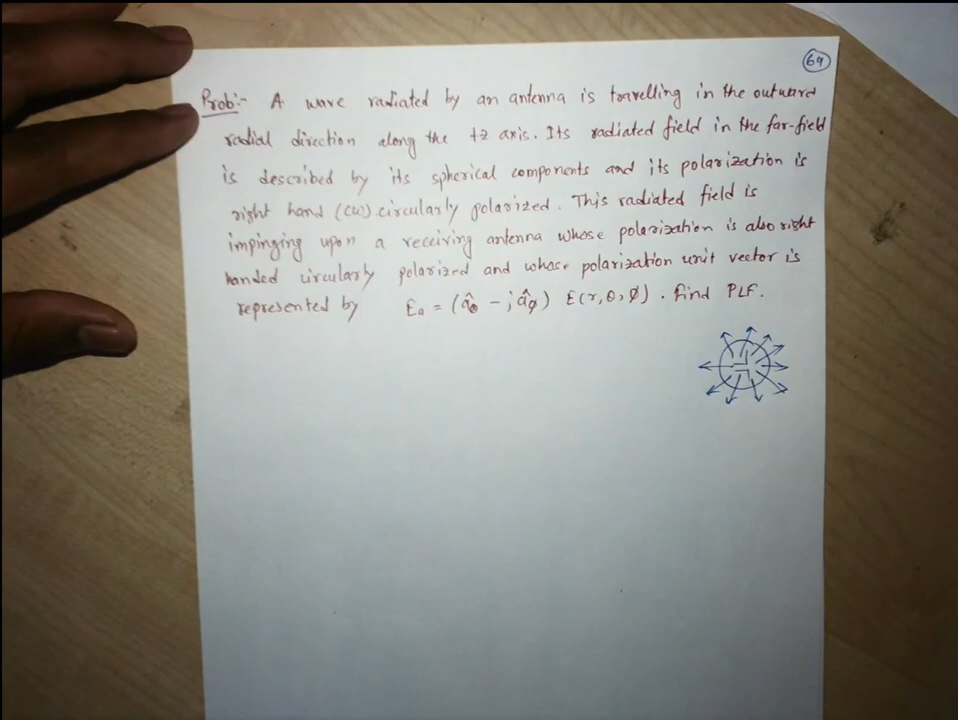 64
Prob:- A wave radiated by an antenna is travelling in the outward
radial direction along the +z axis. Its radiated field in the far-field
is described by its spherical components and its polarization is
right hand (CW) circularly polarized. This radiated field is
impinging upon a receiving antenna whose polarization is also right
handed circularly polarized and whose polarization unit vector is
represented by Ea = (âθ - jâφ) E(r,θ,φ). Find PLF.